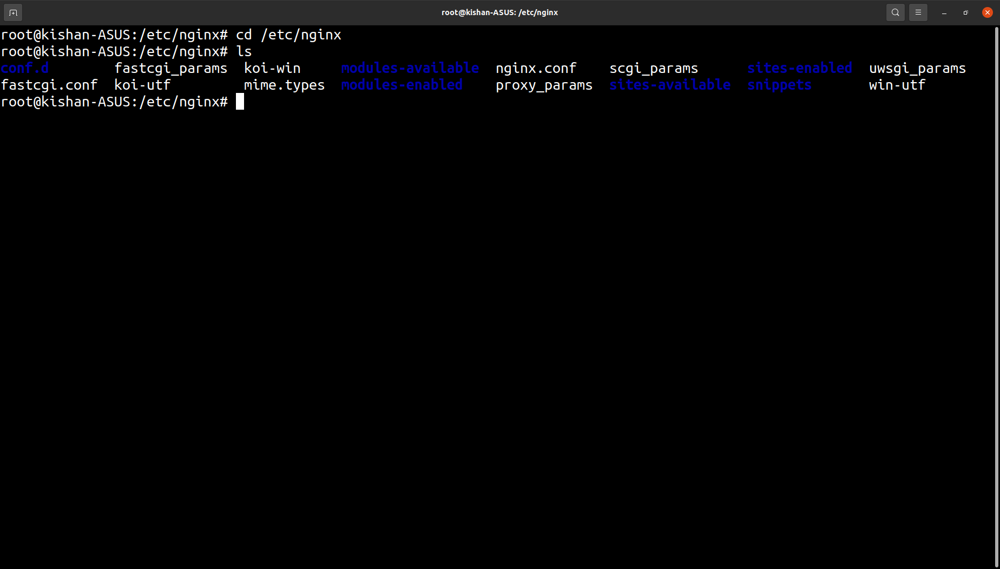 root@kishan-ASUS: /etc/nginx
root@kishan-ASUS:/etc/nginx# cd /etc/nginx
root@kishan-ASUS:/etc/nginx# ls
conf.d        fastcgi_params  koi-win     modules-available  nginx.conf    scgi_params      sites-enabled  uwsgi_params
fastcgi.conf  koi-utf         mime.types  modules-enabled    proxy_params  sites-available  snippets       win-utf
root@kishan-ASUS:/etc/nginx#